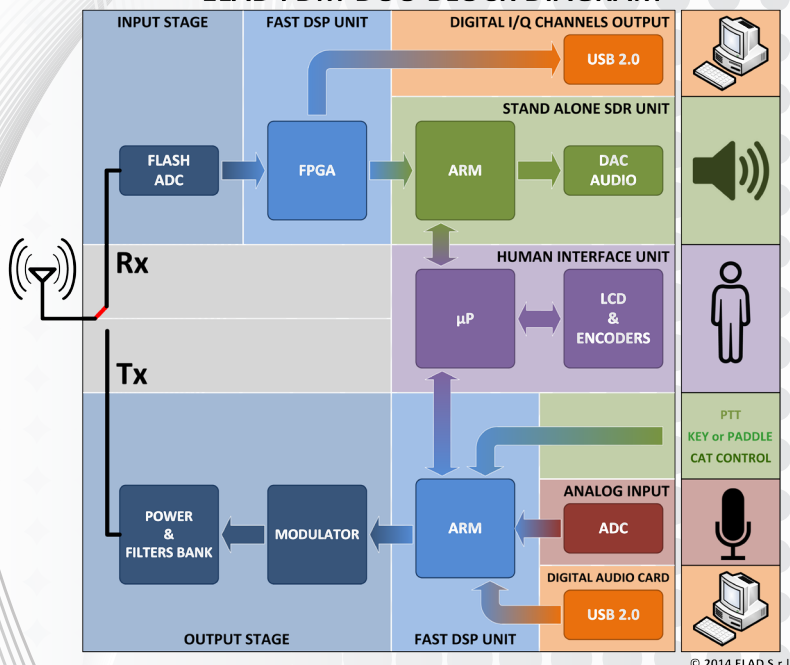 INPUT STAGE
FAST DSP UNIT
DIGITAL I/Q CHANNELS OUTPUT
USB 2.0
STAND ALONE SDR UNIT
FLASH
ADC
FPGA
ARM
DAC
AUDIO
Rx
HUMAN INTERFACE UNIT
µP
LCD
&
ENCODERS
Tx
PTT
KEY or PADDLE
CAT CONTROL
ANALOG INPUT
POWER
&
FILTERS BANK
MODULATOR
ARM
ADC
DIGITAL AUDIO CARD
USB 2.0
OUTPUT STAGE
FAST DSP UNIT
© 2014 ELAD S.r.l